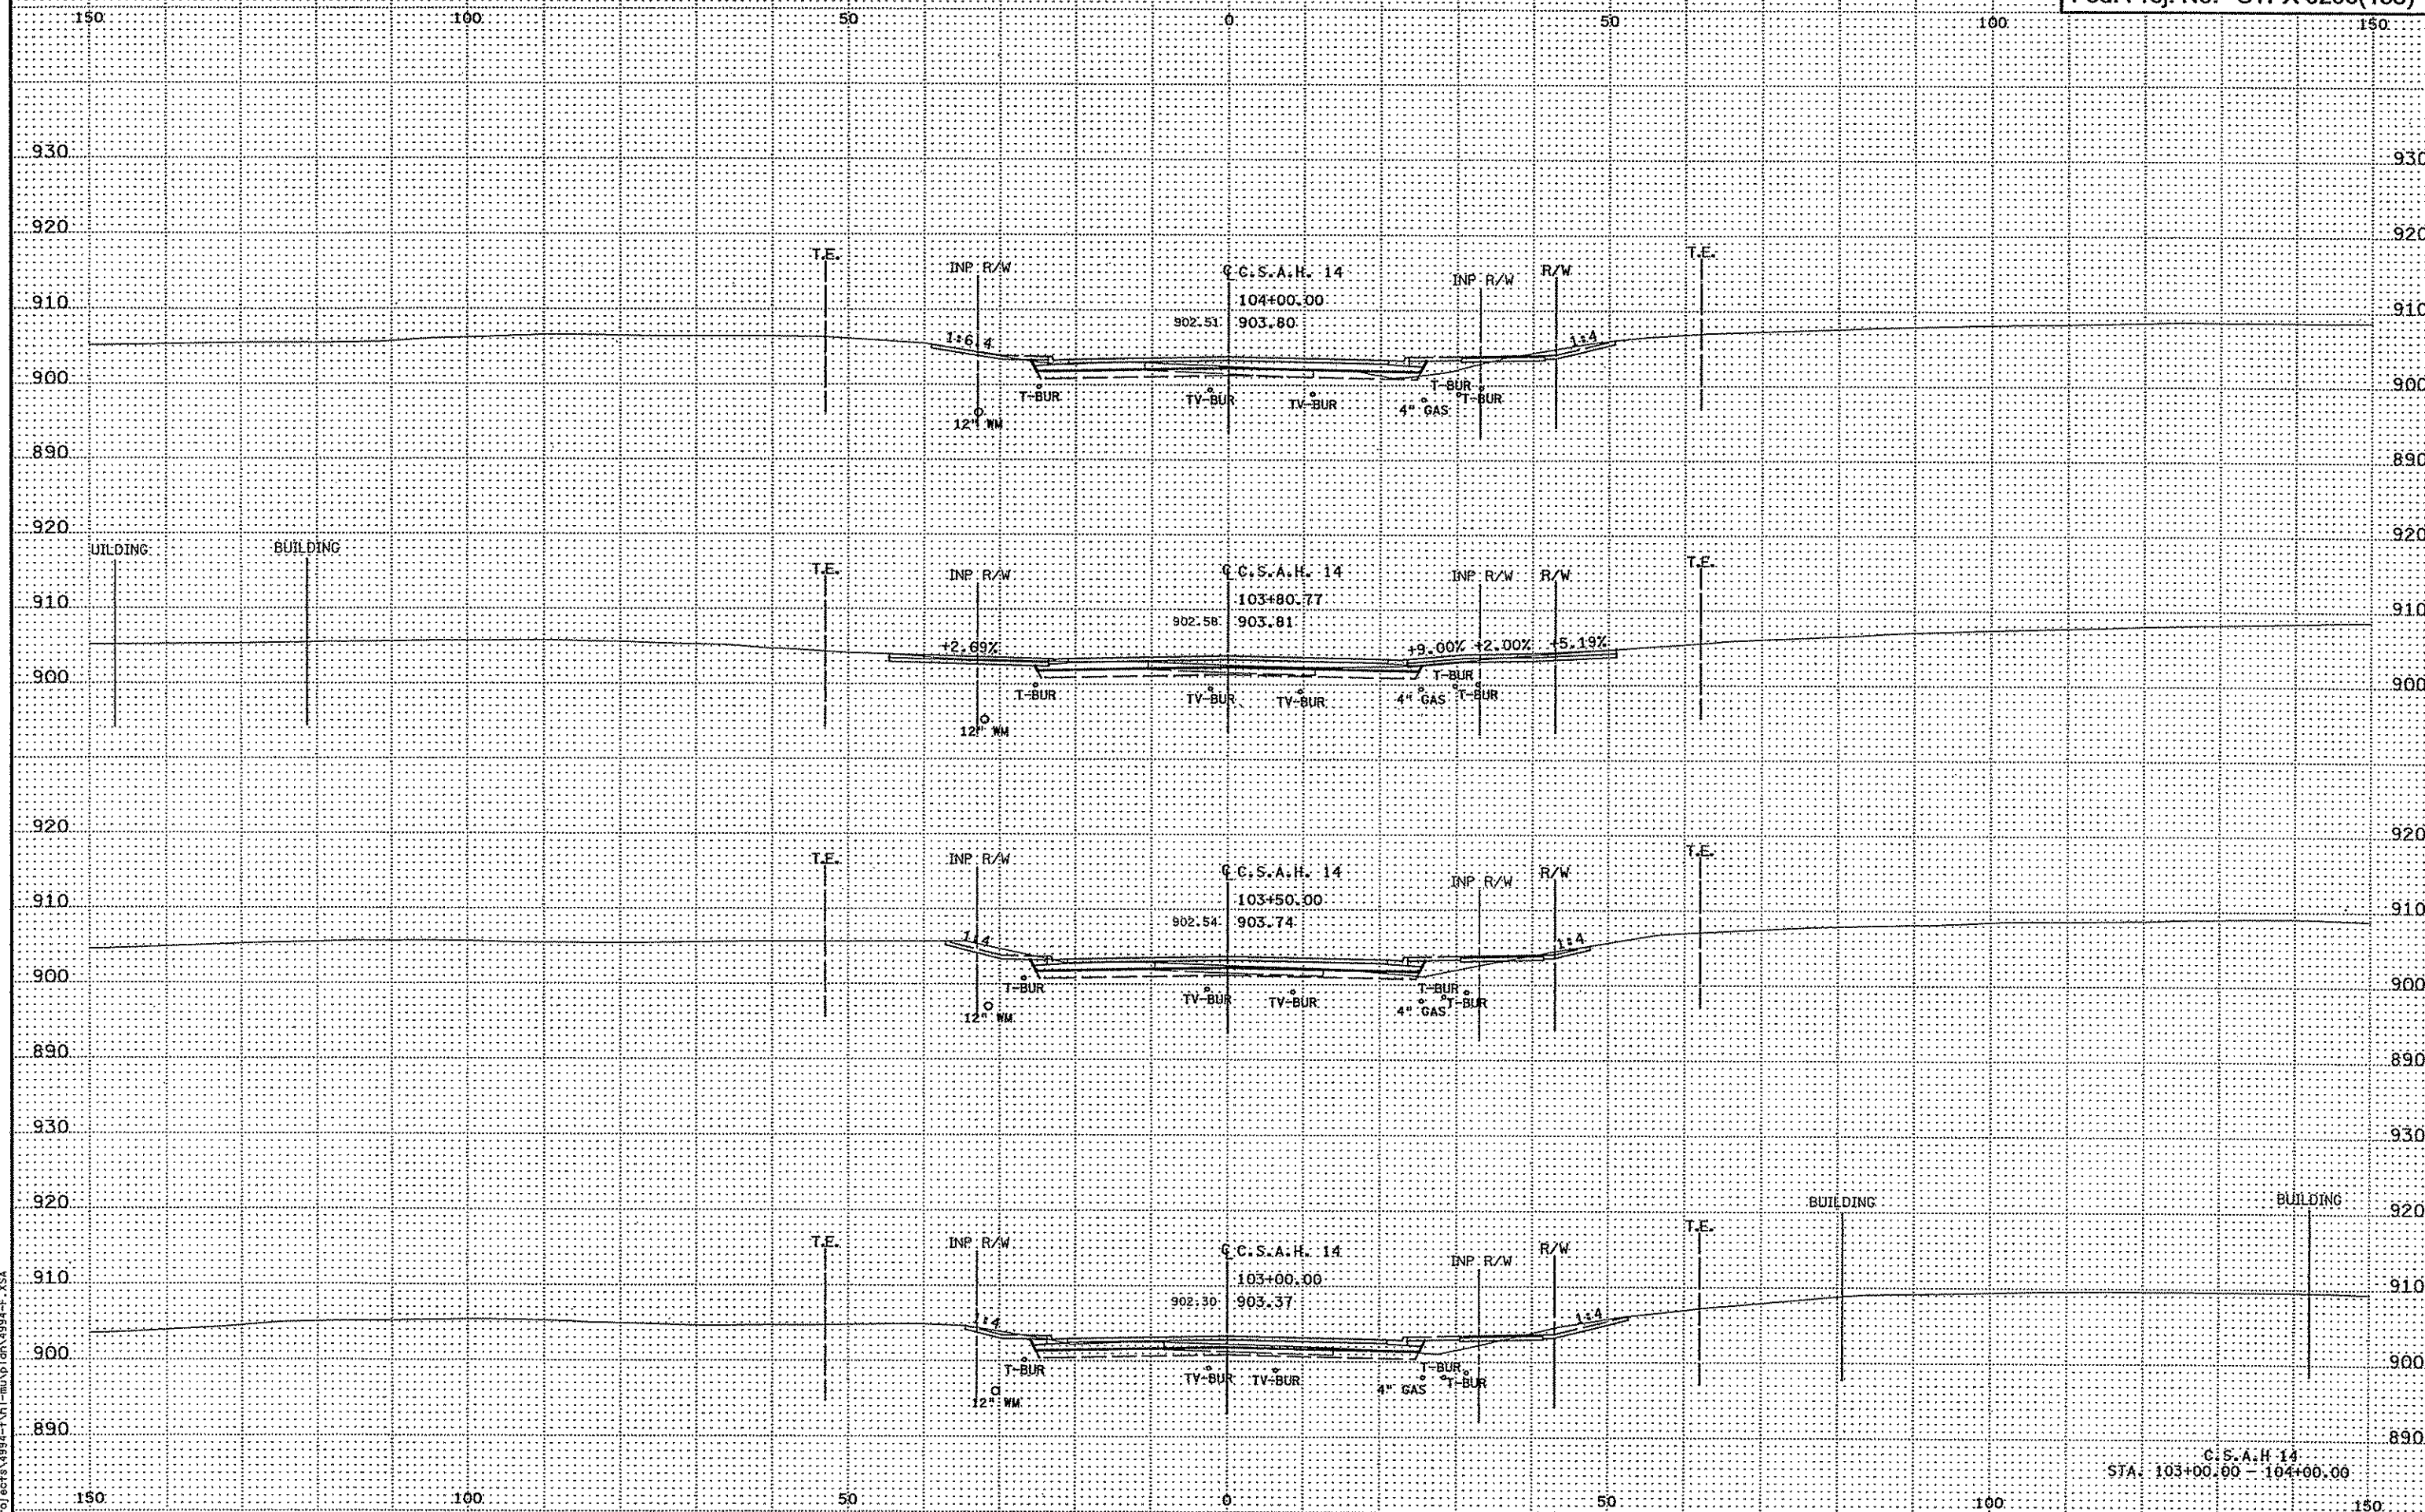 150 100 50 0 50 100 150
930 930
920 920
T.E. INP R/W ℄ C.S.A.H. 14 INP R/W R/W T.E.
910 104+00.00 910
902.51 903.80
1:6.4 1:4
900 900
T-BUR TV-BUR TV-BUR T-BUR T-BUR
4" GAS
12" WM
890 890
920 920
UILDING BUILDING T.E. INP R/W ℄ C.S.A.H. 14 INP R/W R/W T.E.
910 103+80.77 910
902.58 903.81
+2.69% +9.00% +2.00% +5.19%
900 900
T-BUR TV-BUR TV-BUR 4" GAS T-BUR T-BUR
12" WM
920 920
T.E. INP R/W ℄ C.S.A.H. 14 INP R/W R/W T.E.
910 103+50.00 910
902.54 903.74
1:4 1:4
900 900
T-BUR TV-BUR TV-BUR T-BUR T-BUR
4" GAS
12" WM
890 890
930 930
920 920
BUILDING BUILDING
T.E. INP R/W ℄ C.S.A.H. 14 INP R/W R/W T.E.
910 103+00.00 910
902.30 903.37
1:4 1:4
900 900
T-BUR TV-BUR TV-BUR T-BUR T-BUR
4" GAS
12" WM
890 890
C.S.A.H 14
STA. 103+00.00 - 104+00.00
150 100 50 0 50 100 150